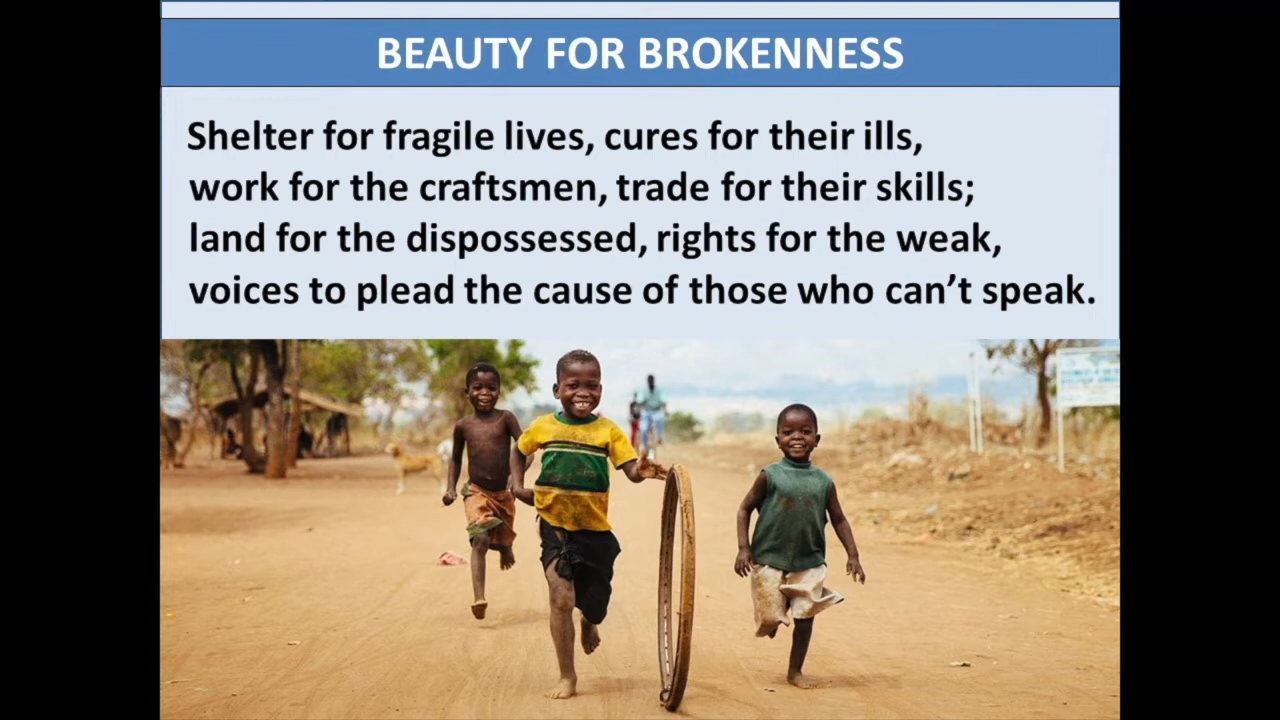 BEAUTY FOR BROKENNESS
Shelter for fragile lives, cures for their ills,
work for the craftsmen, trade for their skills;
land for the dispossessed, rights for the weak,
voices to plead the cause of those who can’t speak.